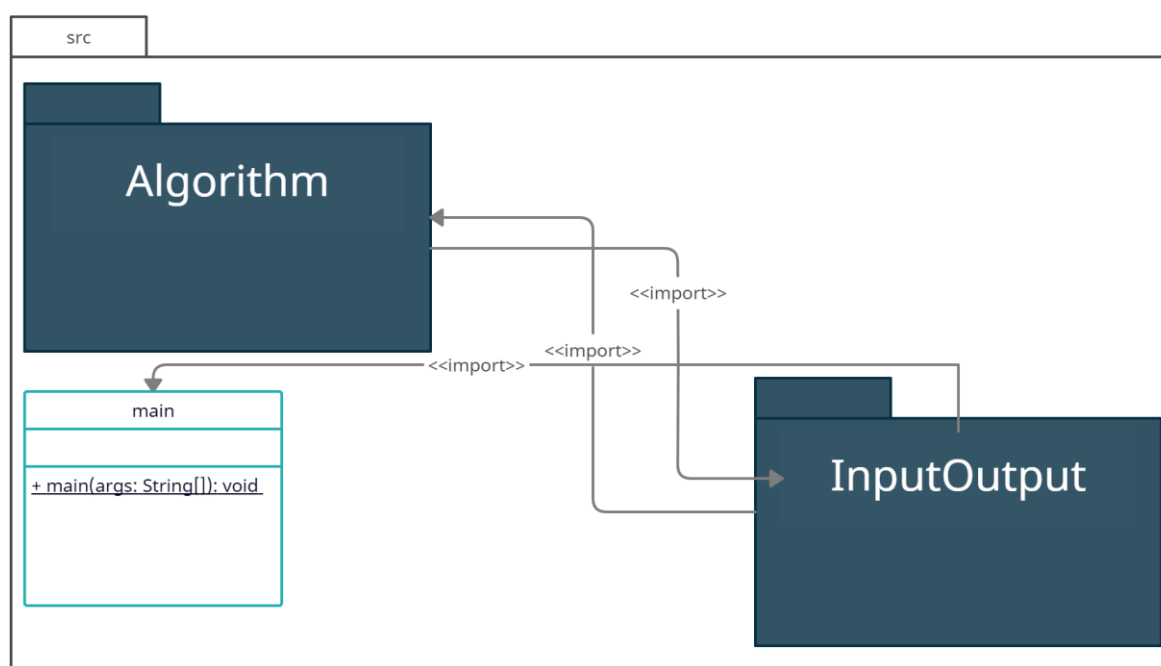 src
Algorithm
<<import>>
<<import>>
<<import>>
main
+ main(args: String[]): void
InputOutput